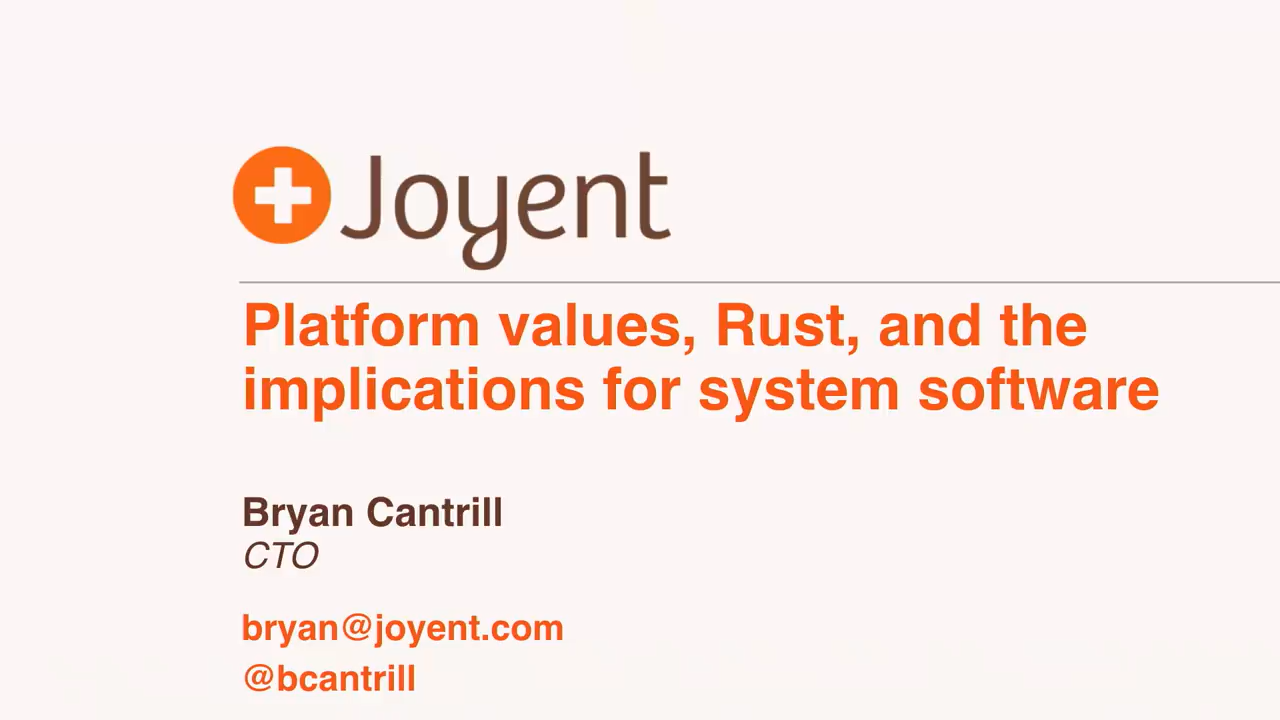 Joyent
Platform values, Rust, and the
implications for system software
Bryan Cantrill
CTO
bryan@joyent.com
@bcantrill